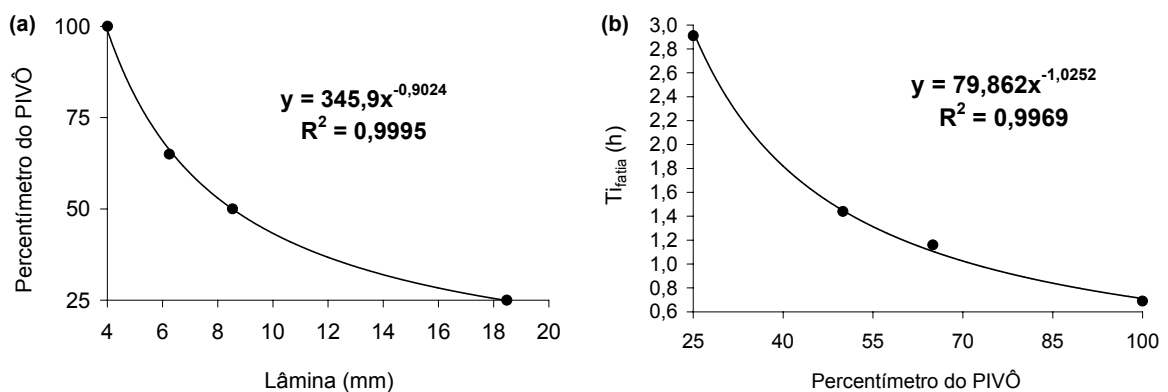 (a)
Percentímetro do PIVÔ
100
75
50
25
y = 345,9x^-0,9024
R² = 0,9995
4 6 8 10 12 14 16 18 20
Lâmina (mm)
(b)
Ti_fatia (h)
3,0
2,8
2,6
2,4
2,2
2,0
1,8
1,6
1,4
1,2
1,0
0,8
0,6
y = 79,862x^-1,0252
R² = 0,9969
25 40 55 70 85 100
Percentímetro do PIVÔ